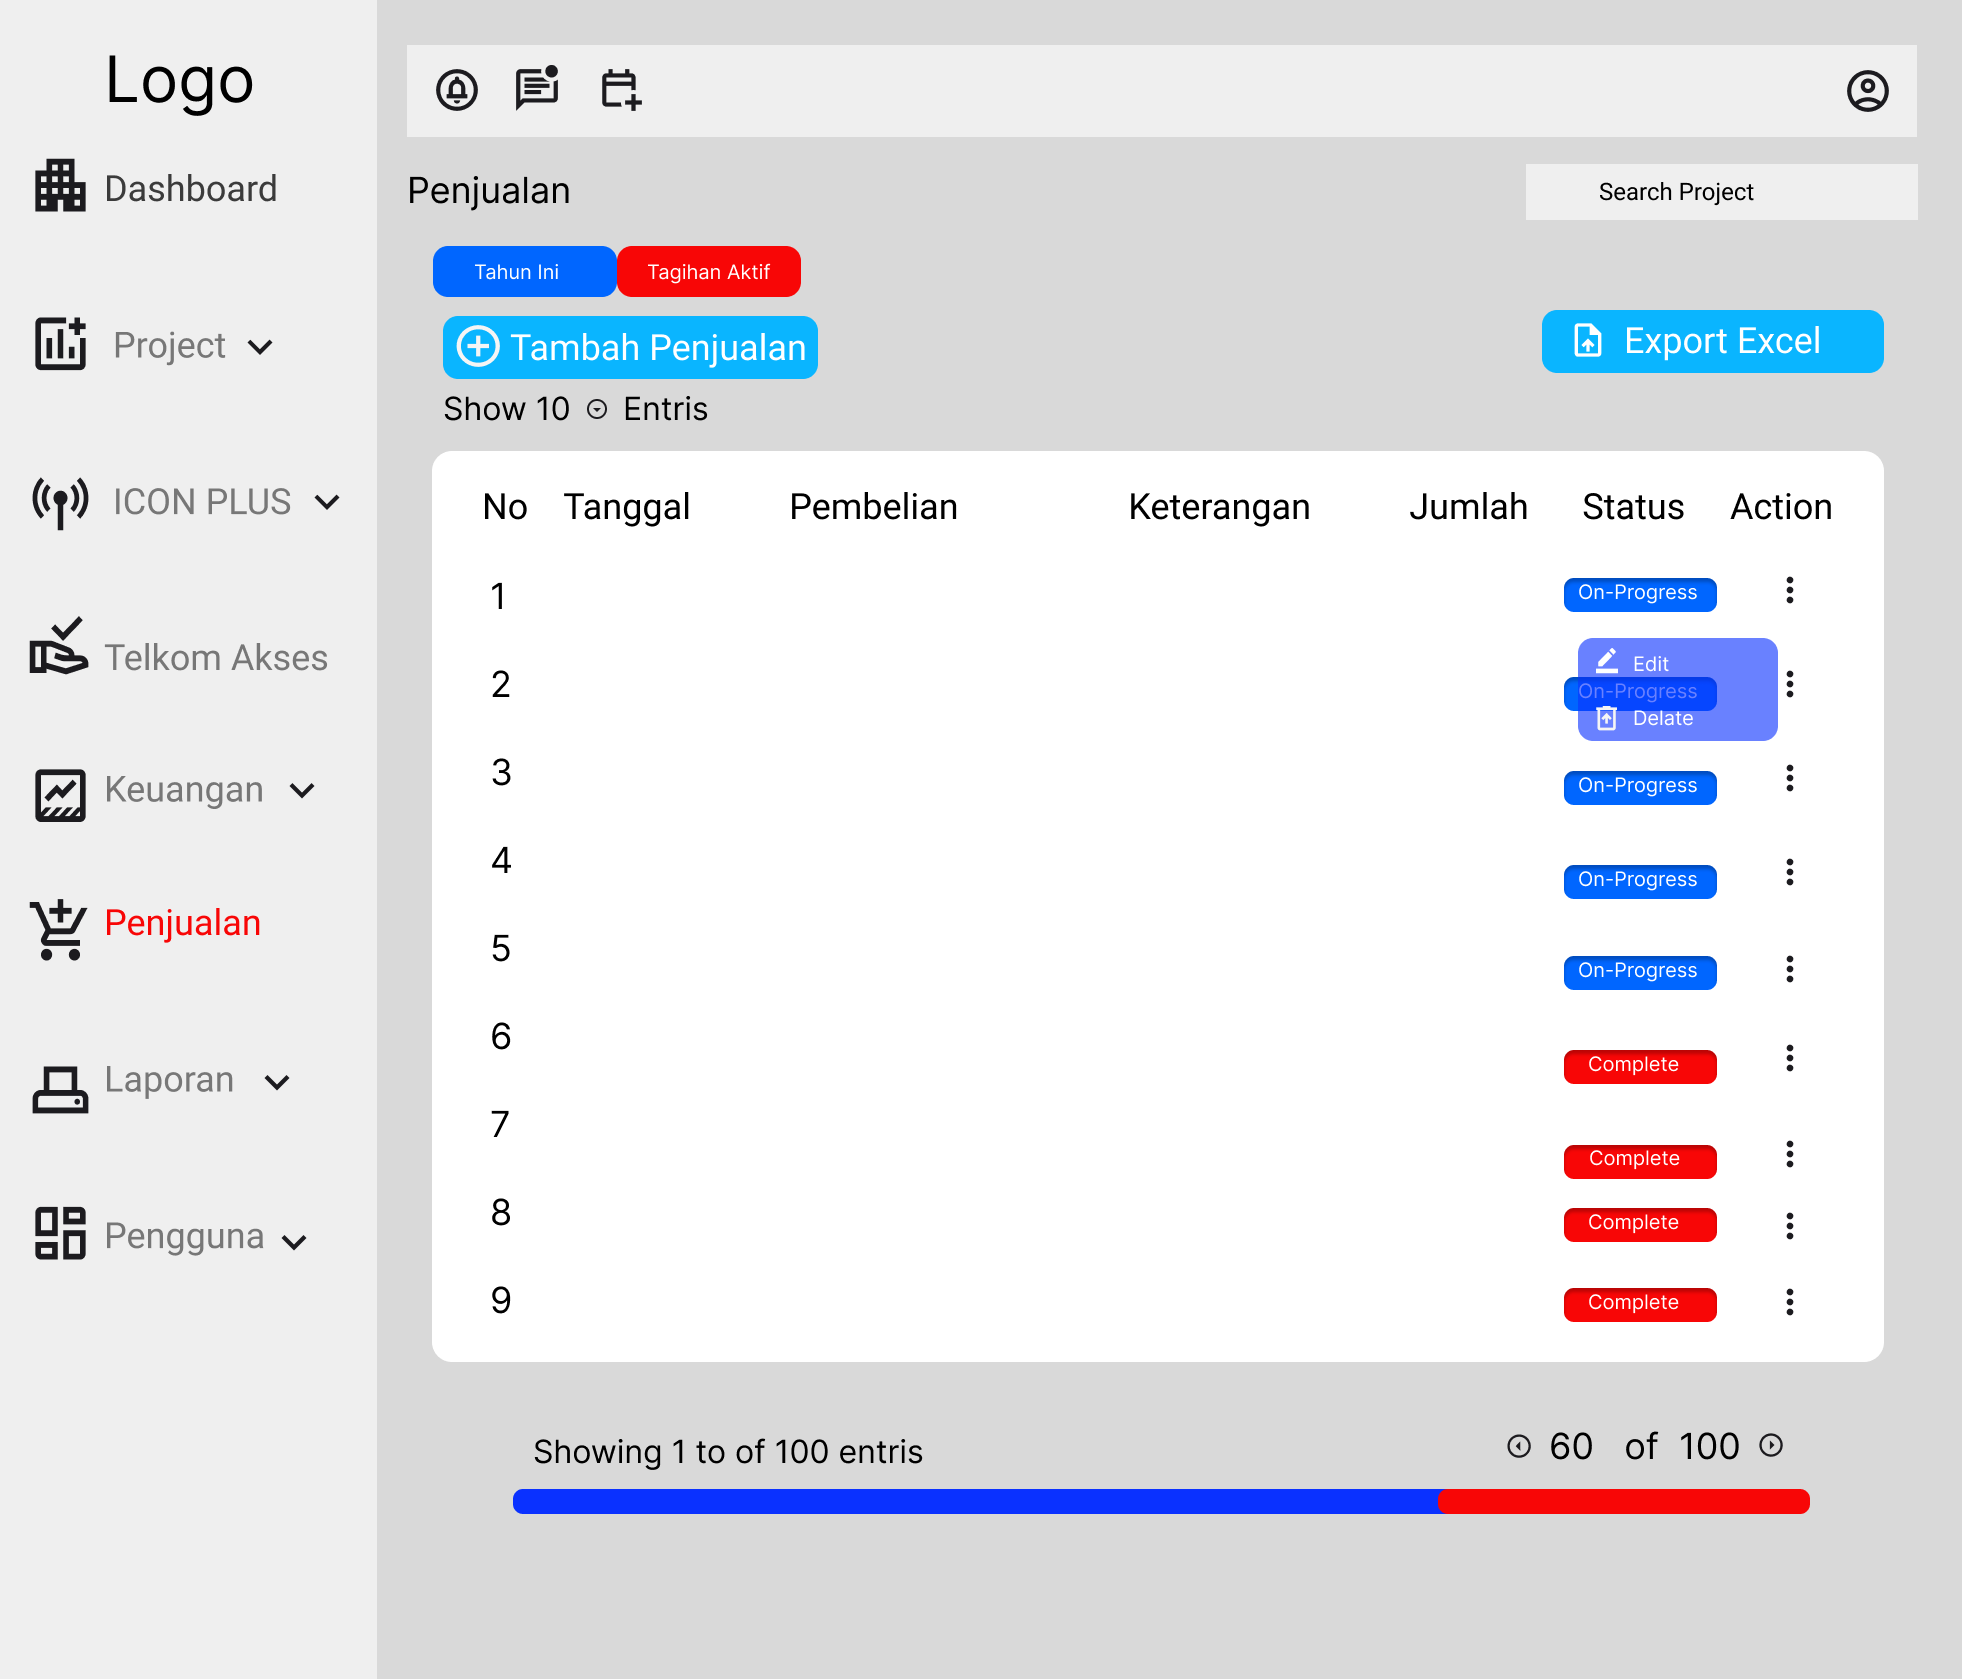 Logo
Dashboard
Project
ICON PLUS
Telkom Akses
Keuangan
Penjualan
Laporan
Pengguna
Penjualan
Search Project
Tahun Ini
Tagihan Aktif
Tambah Penjualan
Export Excel
Show 10 Entris
No Tanggal Pembelian Keterangan Jumlah Status Action
1 On-Progress
Edit
2 On-Progress
Delate
3 On-Progress
4 On-Progress
5 On-Progress
6 Complete
7 Complete
8 Complete
9 Complete
Showing 1 to of 100 entris
60 of 100